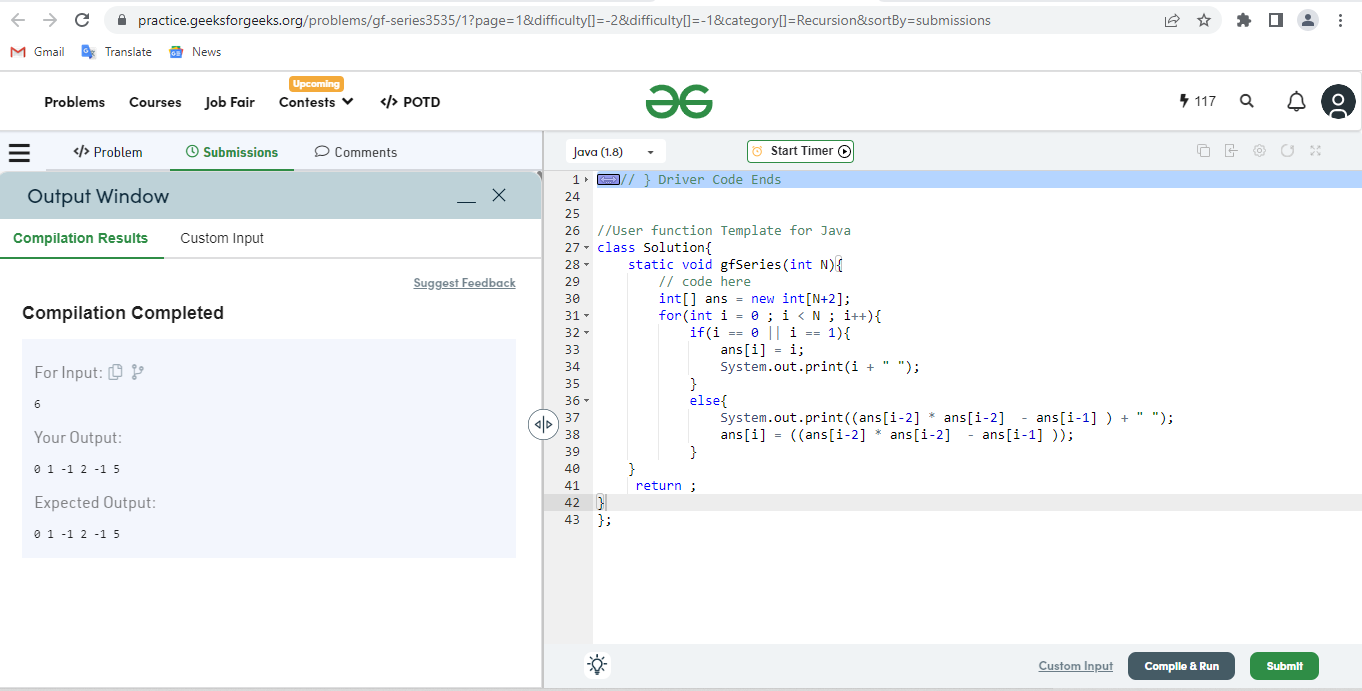 practice.geeksforgeeks.org/problems/gf-series3535/1?page=1&difficulty[]=-2&difficulty[]=-1&category[]=Recursion&sortBy=submissions
Gmail Translate News
Upcoming
Problems Courses Job Fair Contests </> POTD 117
</> Problem Submissions Comments
Java (1.8) Start Timer
Output Window
Compilation Results Custom Input
Suggest Feedback
Compilation Completed
For Input:
6
Your Output:
0 1 -1 2 -1 5
Expected Output:
0 1 -1 2 -1 5
1 // } Driver Code Ends
24
25
26 //User function Template for Java
27 class Solution{
28 static void gfSeries(int N){
29 // code here
30 int[] ans = new int[N+2];
31 for(int i = 0 ; i < N ; i++){
32 if(i == 0 || i == 1){
33 ans[i] = i;
34 System.out.print(i + " ");
35 }
36 else{
37 System.out.print((ans[i-2] * ans[i-2]  - ans[i-1] ) + " ");
38 ans[i] = ((ans[i-2] * ans[i-2]  - ans[i-1] ));
39 }
40 }
41 return ;
42 }
43 };
Custom Input Compile & Run Submit